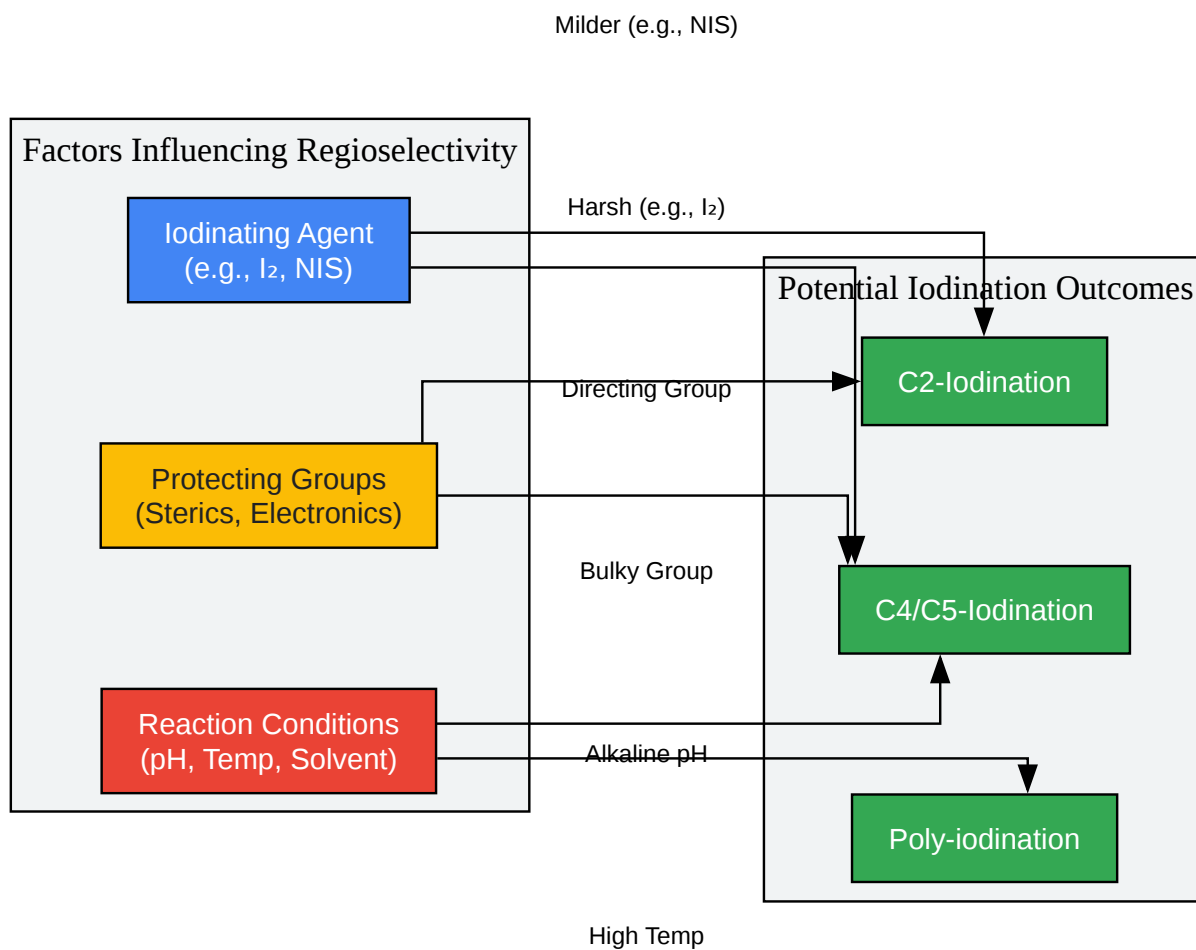 Milder (e.g., NIS)
Factors Influencing Regioselectivity
Iodinating Agent
(e.g., I₂, NIS)
Harsh (e.g., I₂)
Potential Iodination Outcomes
C2-Iodination
Directing Group
Protecting Groups
(Sterics, Electronics)
Bulky Group
C4/C5-Iodination
Reaction Conditions
(pH, Temp, Solvent)
Alkaline pH
Poly-iodination
High Temp